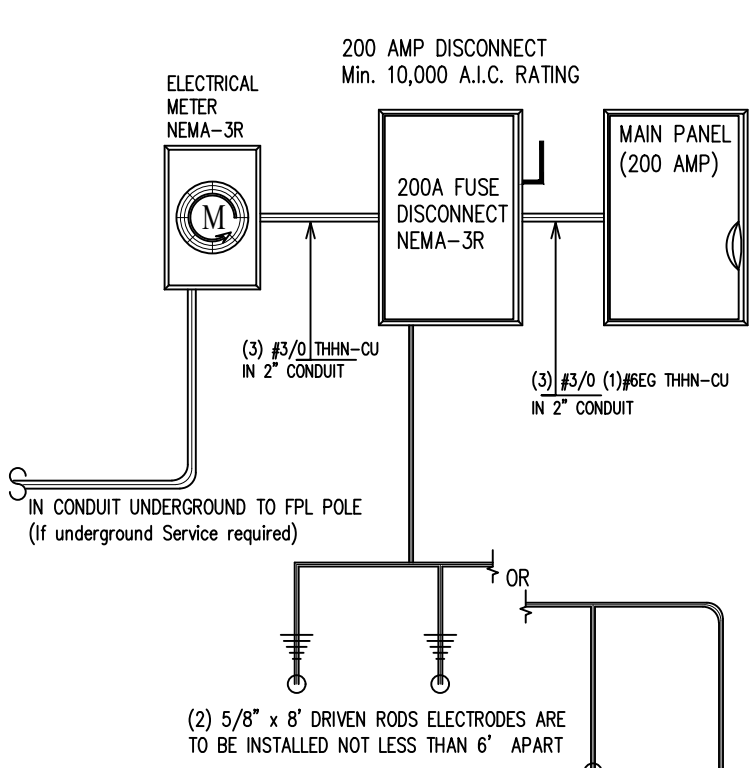 200 AMP DISCONNECT
Min. 10,000 A.I.C. RATING
ELECTRICAL
METER
NEMA-3R
MAIN PANEL
(200 AMP)
200A FUSE
DISCONNECT
NEMA-3R
M
(3) #3/0 THHN-CU
IN 2" CONDUIT
(3) #3/0 (1)#6EG THHN-CU
IN 2" CONDUIT
IN CONDUIT UNDERGROUND TO FPL POLE
(If underground Service required)
OR
(2) 5/8" x 8' DRIVEN RODS ELECTRODES ARE
TO BE INSTALLED NOT LESS THAN 6' APART